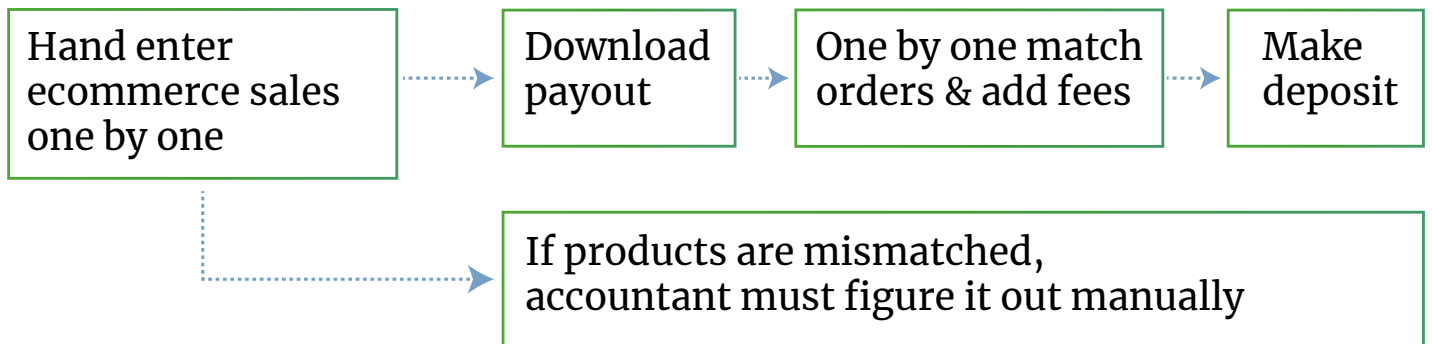 Hand enter
ecommerce sales
one by one
Download
payout
One by one match
orders & add fees
Make
deposit
If products are mismatched,
accountant must figure it out manually